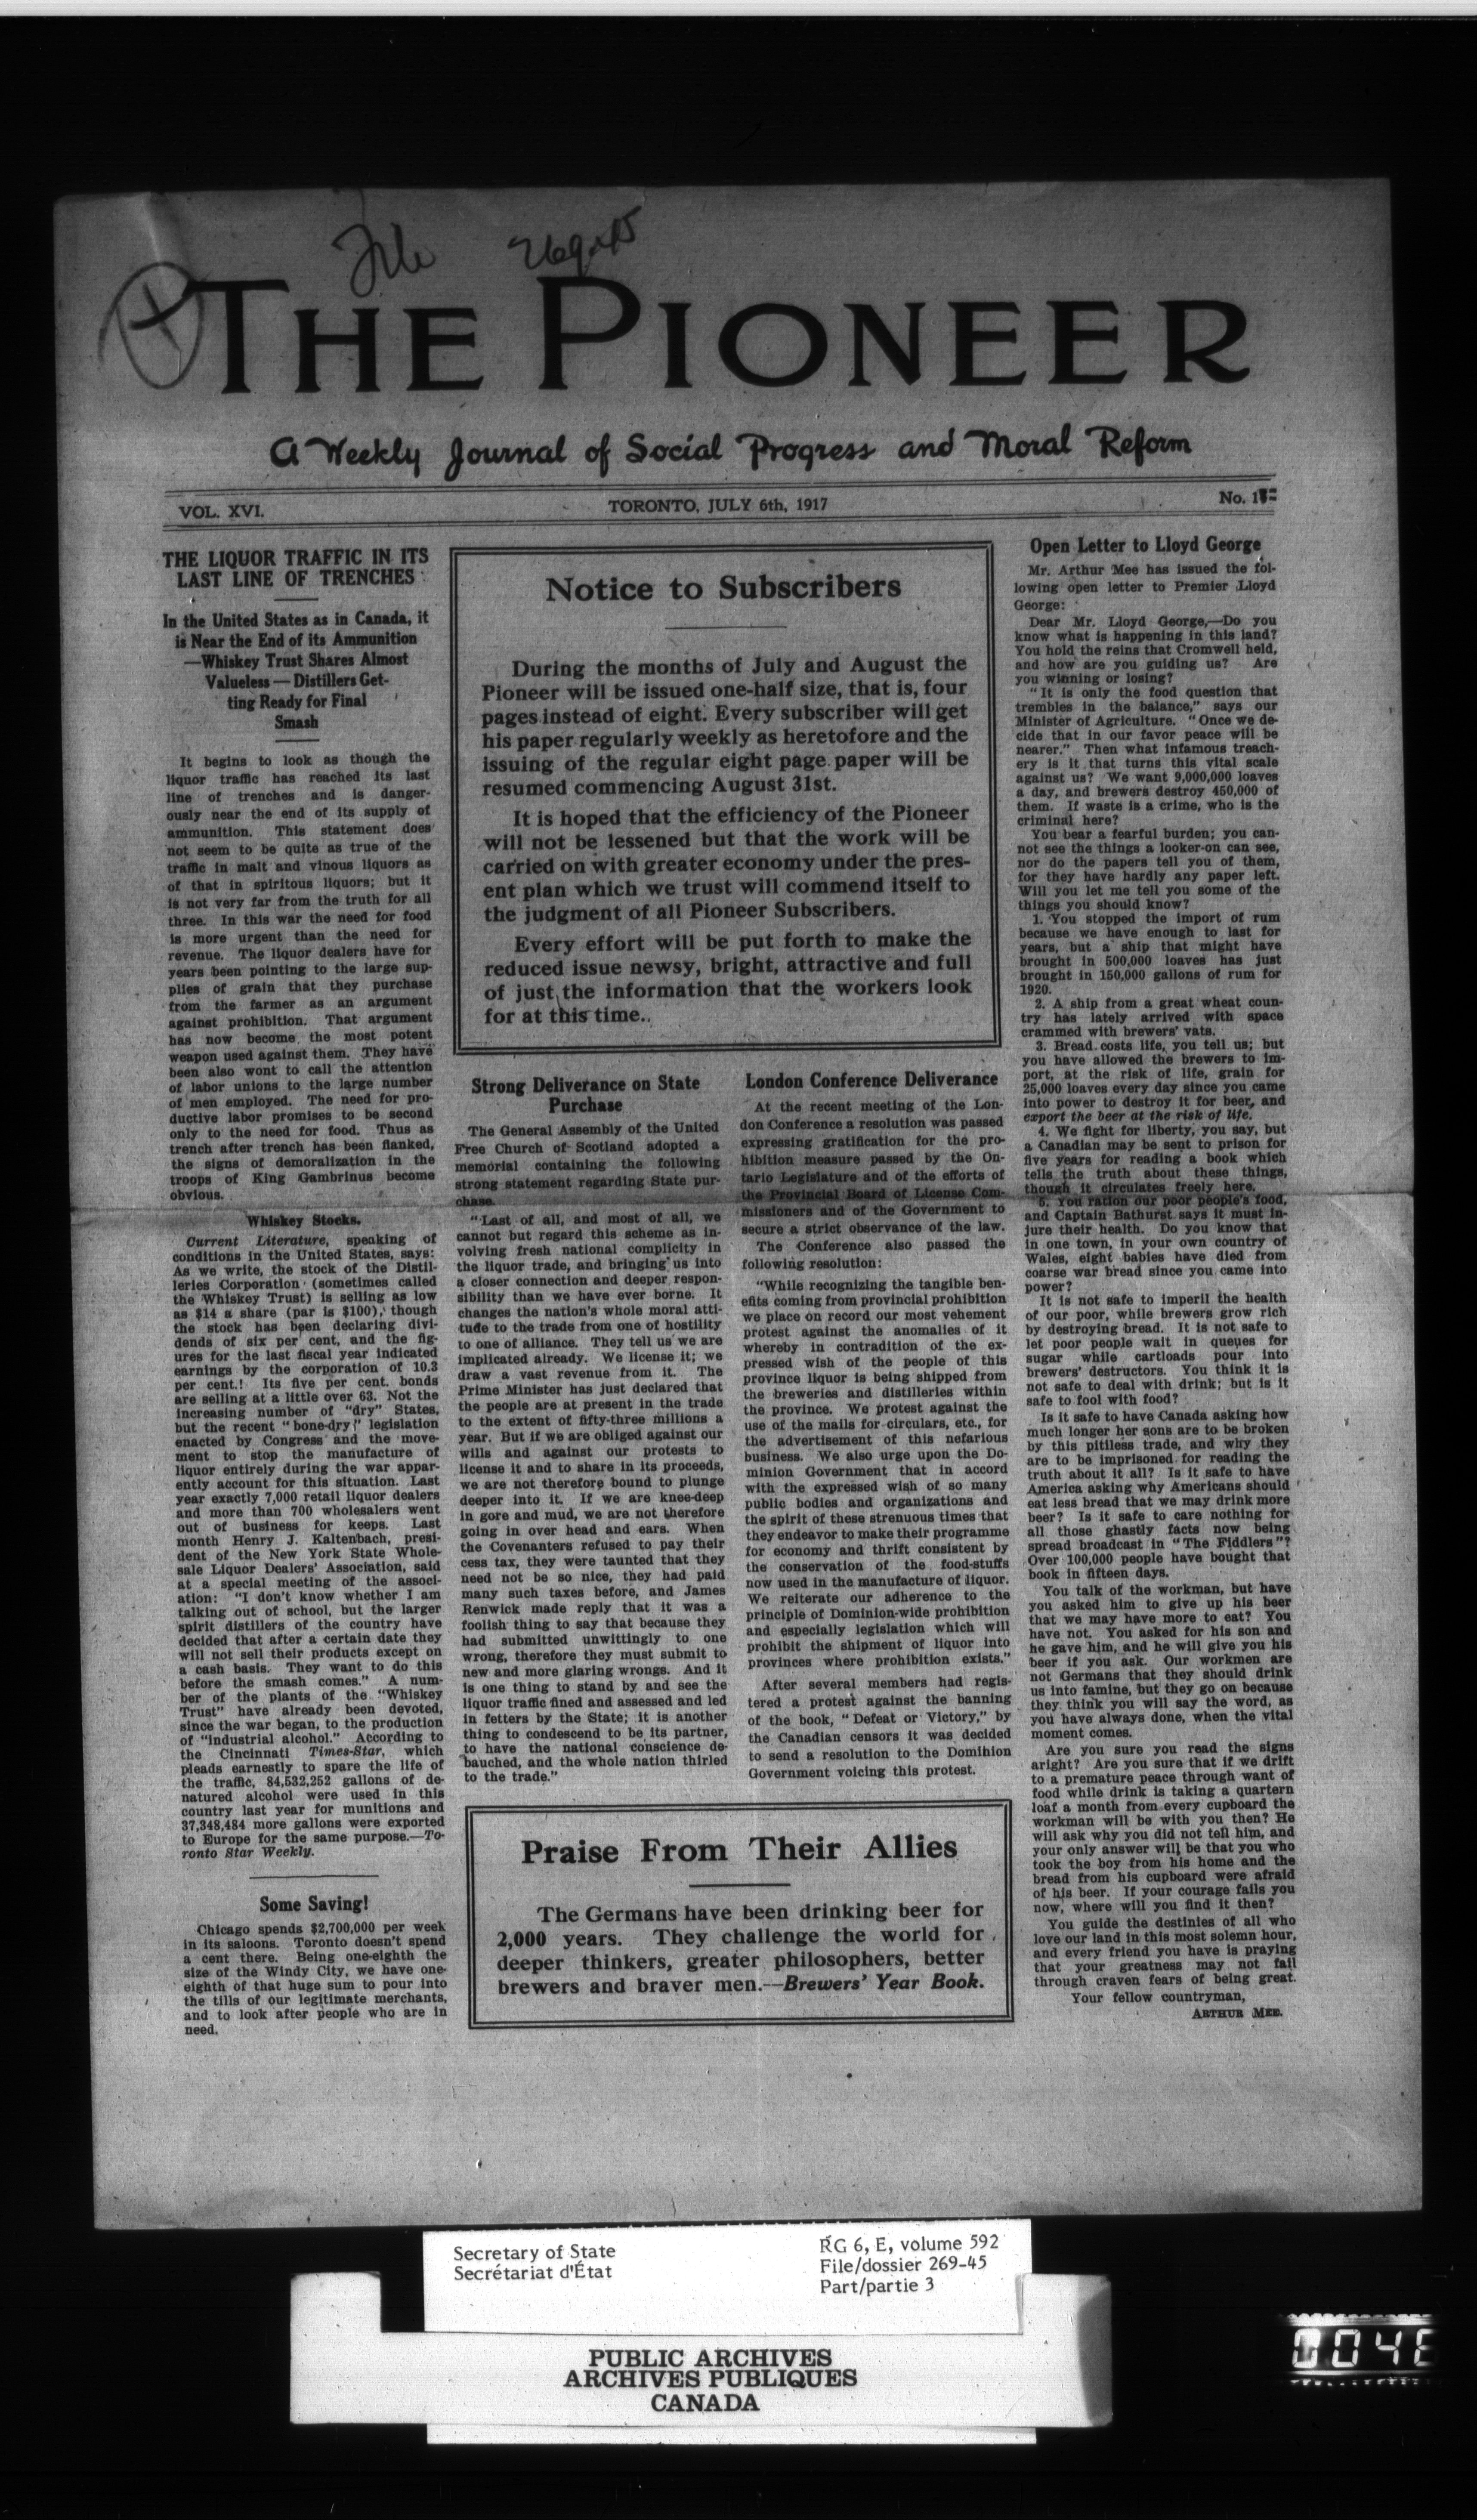 File 269-45
THE PIONEER
A Weekly Journal of Social Progress and Moral Reform
VOL. XVI.
TORONTO, JULY 6th, 1917
No. 1
THE LIQUOR TRAFFIC IN ITS
LAST LINE OF TRENCHES
In the United States as in Canada, it
is Near the End of its Ammunition
—Whiskey Trust Shares Almost
Valueless — Distillers Get-
ting Ready for Final
Smash
It begins to look as though the
liquor traffic has reached its last
line of trenches and is danger-
ously near the end of its supply of
ammunition. This statement does
not seem to be quite as true of the
traffic in malt and vinous liquors as
of that in spiritous liquors; but it
is not very far from the truth for all
three. In this war the need for food
is more urgent than the need for
revenue. The liquor dealers have for
years been pointing to the large sup-
plies of grain that they purchase
from the farmer as an argument
against prohibition. That argument
has now become the most potent
weapon used against them. They have
been also wont to call the attention
of labor unions to the large number
of men employed. The need for pro-
ductive labor promises to be second
only to the need for food. Thus as
trench after trench has been flanked,
the signs of demoralization in the
troops of King Gambrinus become
obvious.
Whiskey Stocks.
Current Literature, speaking of
conditions in the United States, says:
As we write, the stock of the Distil-
leries Corporation (sometimes called
the Whiskey Trust) is selling as low
as $14 a share (par is $100), though
the stock has been declaring divi-
dends of six per cent, and the fig-
ures for the last fiscal year indicated
earnings by the corporation of 10.3
per cent.! Its five per cent. bonds
are selling at a little over 63. Not the
increasing number of "dry" States,
but the recent "bone-dry" legislation
enacted by Congress and the move-
ment to stop the manufacture of
liquor entirely during the war appar-
ently account for this situation. Last
year exactly 7,000 retail liquor dealers
and more than 700 wholesalers went
out of business for keeps. Last
month Henry J. Kaltenbach, presi-
dent of the New York State Whole-
sale Liquor Dealers' Association, said
at a special meeting of the associ-
ation: "I don't know whether I am
talking out of school, but the larger
spirit distillers of the country have
decided that after a certain date they
will not sell their products except on
a cash basis. They want to do this
before the smash comes." A num-
ber of the plants of the "Whiskey
Trust" have already been devoted,
since the war began, to the production
of "industrial alcohol." According to
the Cincinnati Times-Star, which
pleads earnestly to spare the life of
the traffic, 84,532,252 gallons of de-
natured alcohol were used in this
country last year for munitions and
37,348,484 more gallons were exported
to Europe for the same purpose.—To-
ronto Star Weekly.
Some Saving!
Chicago spends $2,700,000 per week
in its saloons. Toronto doesn't spend
a cent there. Being one-eighth the
size of the Windy City, we have one-
eighth of that huge sum to pour into
the tills of our legitimate merchants,
and to look after people who are in
need.
Notice to Subscribers
During the months of July and August the
Pioneer will be issued one-half size, that is, four
pages instead of eight. Every subscriber will get
his paper regularly weekly as heretofore and the
issuing of the regular eight page paper will be
resumed commencing August 31st.
It is hoped that the efficiency of the Pioneer
will not be lessened but that the work will be
carried on with greater economy under the pres-
ent plan which we trust will commend itself to
the judgment of all Pioneer Subscribers.
Every effort will be put forth to make the
reduced issue newsy, bright, attractive and full
of just the information that the workers look
for at this time..
Strong Deliverance on State
Purchase
The General Assembly of the United
Free Church of Scotland adopted a
memorial containing the following
strong statement regarding State pur-
chase.
"Last of all, and most of all, we
cannot but regard this scheme as in-
volving fresh national complicity in
the liquor trade, and bringing us into
a closer connection and deeper respon-
sibility than we have ever borne. It
changes the nation's whole moral atti-
tude to the trade from one of hostility
to one of alliance. They tell us we are
implicated already. We license it; we
draw a vast revenue from it. The
Prime Minister has just declared that
the people are at present in the trade
to the extent of fifty-three millions a
year. But if we are obliged against our
wills and against our protests to
license it and to share in its proceeds,
we are not therefore bound to plunge
deeper into it. If we are knee-deep
in gore and mud, we are not therefore
going in over head and ears. When
the Covenanters refused to pay their
cess tax, they were taunted that they
need not be so nice, they had paid
many such taxes before, and James
Renwick made reply that it was a
foolish thing to say that because they
had submitted unwittingly to one
wrong, therefore they must submit to
new and more glaring wrongs. And it
is one thing to stand by and see the
liquor traffic fined and assessed and led
in fetters by the State; it is another
thing to condescend to be its partner,
to have the national conscience de-
bauched, and the whole nation thirled
to the trade."
London Conference Deliverance
At the recent meeting of the Lon-
don Conference a resolution was passed
expressing gratification for the pro-
hibition measure passed by the On-
tario Legislature and of the efforts of
the Provincial Board of License Com-
missioners and of the Government to
secure a strict observance of the law.
The Conference also passed the
following resolution:
"While recognizing the tangible ben-
efits coming from provincial prohibition
we place on record our most vehement
protest against the anomalies of it
whereby in contradition of the ex-
pressed wish of the people of this
province liquor is being shipped from
the breweries and distilleries within
the province. We protest against the
use of the mails for circulars, etc., for
the advertisement of this nefarious
business. We also urge upon the Do-
minion Government that in accord
with the expressed wish of so many
public bodies and organizations and
the spirit of these strenuous times that
they endeavor to make their programme
for economy and thrift consistent by
the conservation of the food-stuffs
now used in the manufacture of liquor.
We reiterate our adherence to the
principle of Dominion-wide prohibition
and especially legislation which will
prohibit the shipment of liquor into
provinces where prohibition exists."
After several members had regis-
tered a protest against the banning
of the book, "Defeat or Victory," by
the Canadian censors it was decided
to send a resolution to the Dominion
Government voicing this protest.
Praise From Their Allies
The Germans have been drinking beer for
2,000 years. They challenge the world for
deeper thinkers, greater philosophers, better
brewers and braver men.—Brewers' Year Book.
Open Letter to Lloyd George
Mr. Arthur Mee has issued the fol-
lowing open letter to Premier Lloyd
George:
Dear Mr. Lloyd George,—Do you
know what is happening in this land?
You hold the reins that Cromwell held,
and how are you guiding us? Are
you winning or losing?
"It is only the food question that
trembles in the balance," says our
Minister of Agriculture. "Once we de-
cide that in our favor peace will be
nearer." Then what infamous treach-
ery is it that turns this vital scale
against us? We want 9,000,000 loaves
a day, and brewers destroy 450,000 of
them. If waste is a crime, who is the
criminal here?
You bear a fearful burden; you can-
not see the things a looker-on can see,
nor do the papers tell you of them,
for they have hardly any paper left.
Will you let me tell you some of the
things you should know?
1. You stopped the import of rum
because we have enough to last for
years, but a ship that might have
brought in 500,000 loaves has just
brought in 150,000 gallons of rum for
1920.
2. A ship from a great wheat coun-
try has lately arrived with space
crammed with brewers' vats.
3. Bread costs life, you tell us; but
you have allowed the brewers to im-
port, at the risk of life, grain for
25,000 loaves every day since you came
into power to destroy it for beer, and
export the beer at the risk of life.
4. We fight for liberty, you say, but
a Canadian may be sent to prison for
five years for reading a book which
tells the truth about these things,
though it circulates freely here.
5. You ration our poor people's food,
and Captain Bathurst says it must in-
jure their health. Do you know that
in one town, in your own country of
Wales, eight babies have died from
coarse war bread since you came into
power?
It is not safe to imperil the health
of our poor, while brewers grow rich
by destroying bread. It is not safe to
let poor people wait in queues for
sugar while cartloads pour into
brewers' destructors. You think it is
not safe to deal with drink; but is it
safe to fool with food?
Is it safe to have Canada asking how
much longer her sons are to be broken
by this pitiless trade, and why they
are to be imprisoned for reading the
truth about it all? Is it safe to have
America asking why Americans should
eat less bread that we may drink more
beer? Is it safe to care nothing for
all those ghastly facts now being
spread broadcast in "The Fiddlers"?
Over 100,000 people have bought that
book in fifteen days.
You talk of the workman, but have
you asked him to give up his beer
that we may have more to eat? You
have not. You asked for his son and
he gave him, and he will give you his
beer if you ask. Our workmen are
not Germans that they should drink
us into famine, but they go on because
they think you will say the word, as
you have always done, when the vital
moment comes.
Are you sure you read the signs
aright? Are you sure that if we drift
to a premature peace through want of
food while drink is taking a quartern
loaf a month from every cupboard the
workman will be with you then? He
will ask why you did not tell him, and
your only answer will be that you who
took the boy from his home and the
bread from his cupboard were afraid
of his beer. If your courage fails you
now, where will you find it then?
You guide the destinies of all who
love our land in this most solemn hour,
and every friend you have is praying
that your greatness may not fail
through craven fears of being great.
Your fellow countryman,
ARTHUR MEE.
Secretary of State
Secrétariat d'État
RG 6, E, volume 592
File/dossier 269-45
Part/partie 3
PUBLIC ARCHIVES
ARCHIVES PUBLIQUES
CANADA